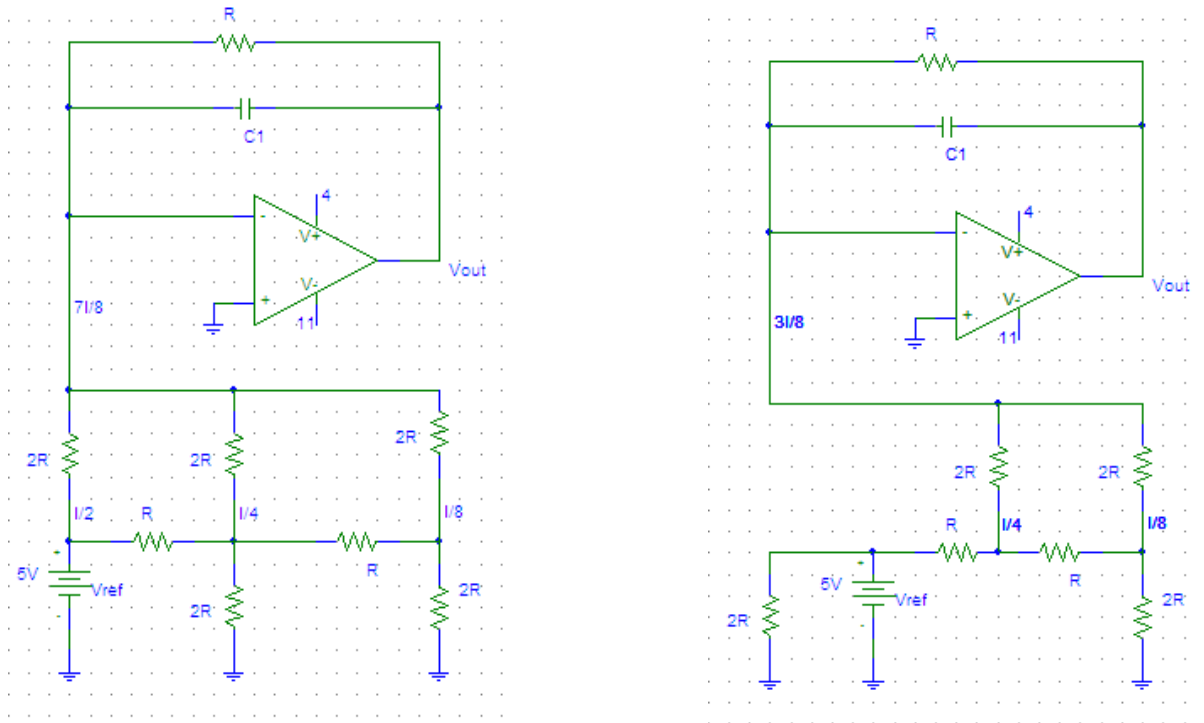 R
C1
4
-
V+
V-
+
11
Vout
7I/8
2R
2R
2R
I/2
R
I/4
I/8
+
5V
Vref
-
R
2R
2R
R
C1
4
-
V+
V-
+
11
Vout
3I/8
2R
2R
R
I/4
I/8
+
5V
Vref
-
R
2R
2R